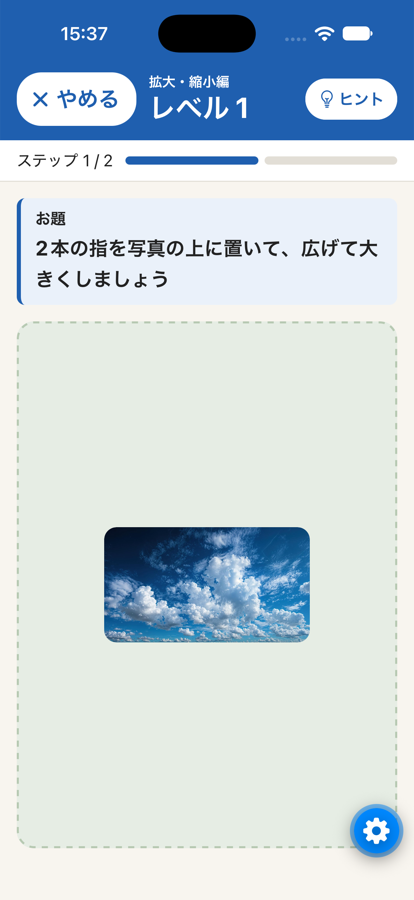 15:37
やめる
拡大・縮小編
レベル 1
ヒント
ステップ 1 / 2
お題
2本の指を写真の上に置いて、広げて大
きくしましょう